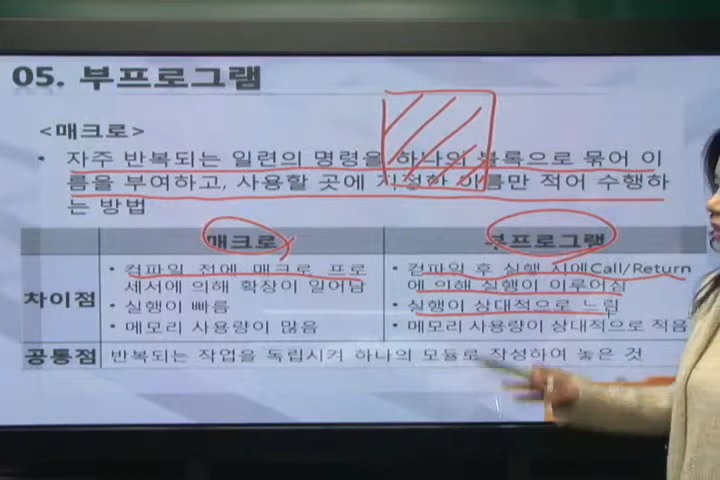 05. 부프로그램
<매크로>
• 자주 반복되는 일련의 명령을 하나의 블록으로 묶어 이
름을 부여하고, 사용할 곳에 지정한 이름만 적어 수행하
는 방법
매크로 부프로그램
차이점
• 컴파일 전에 매크로 프로
세서에 의해 확장이 일어남
• 실행이 빠름
• 메모리 사용량이 많음
• 컴파일 후 실행 시에Call/Return
에 의해 실행이 이루어짐
• 실행이 상대적으로 느림
• 메모리 사용량이 상대적으로 적음
공통점 반복되는 작업을 독립시켜 하나의 모듈로 작성하여 놓은 것